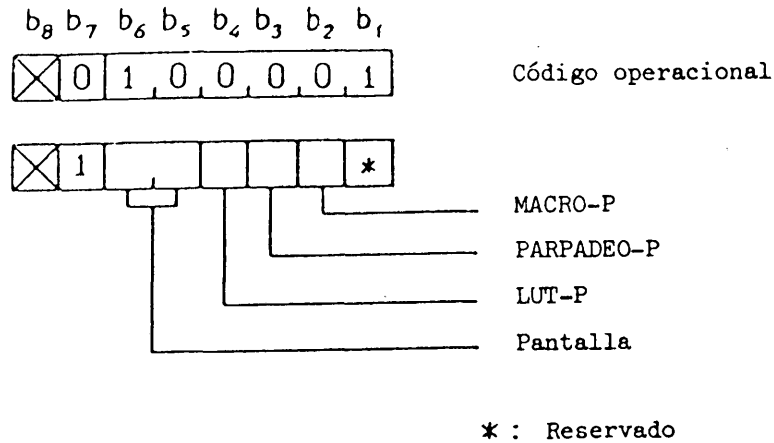 b8 b7 b6 b5 b4 b3 b2 b1
0 1 0 0 0 0 1 Código operacional
1 *
MACRO-P
PARPADEO-P
LUT-P
Pantalla
* : Reservado